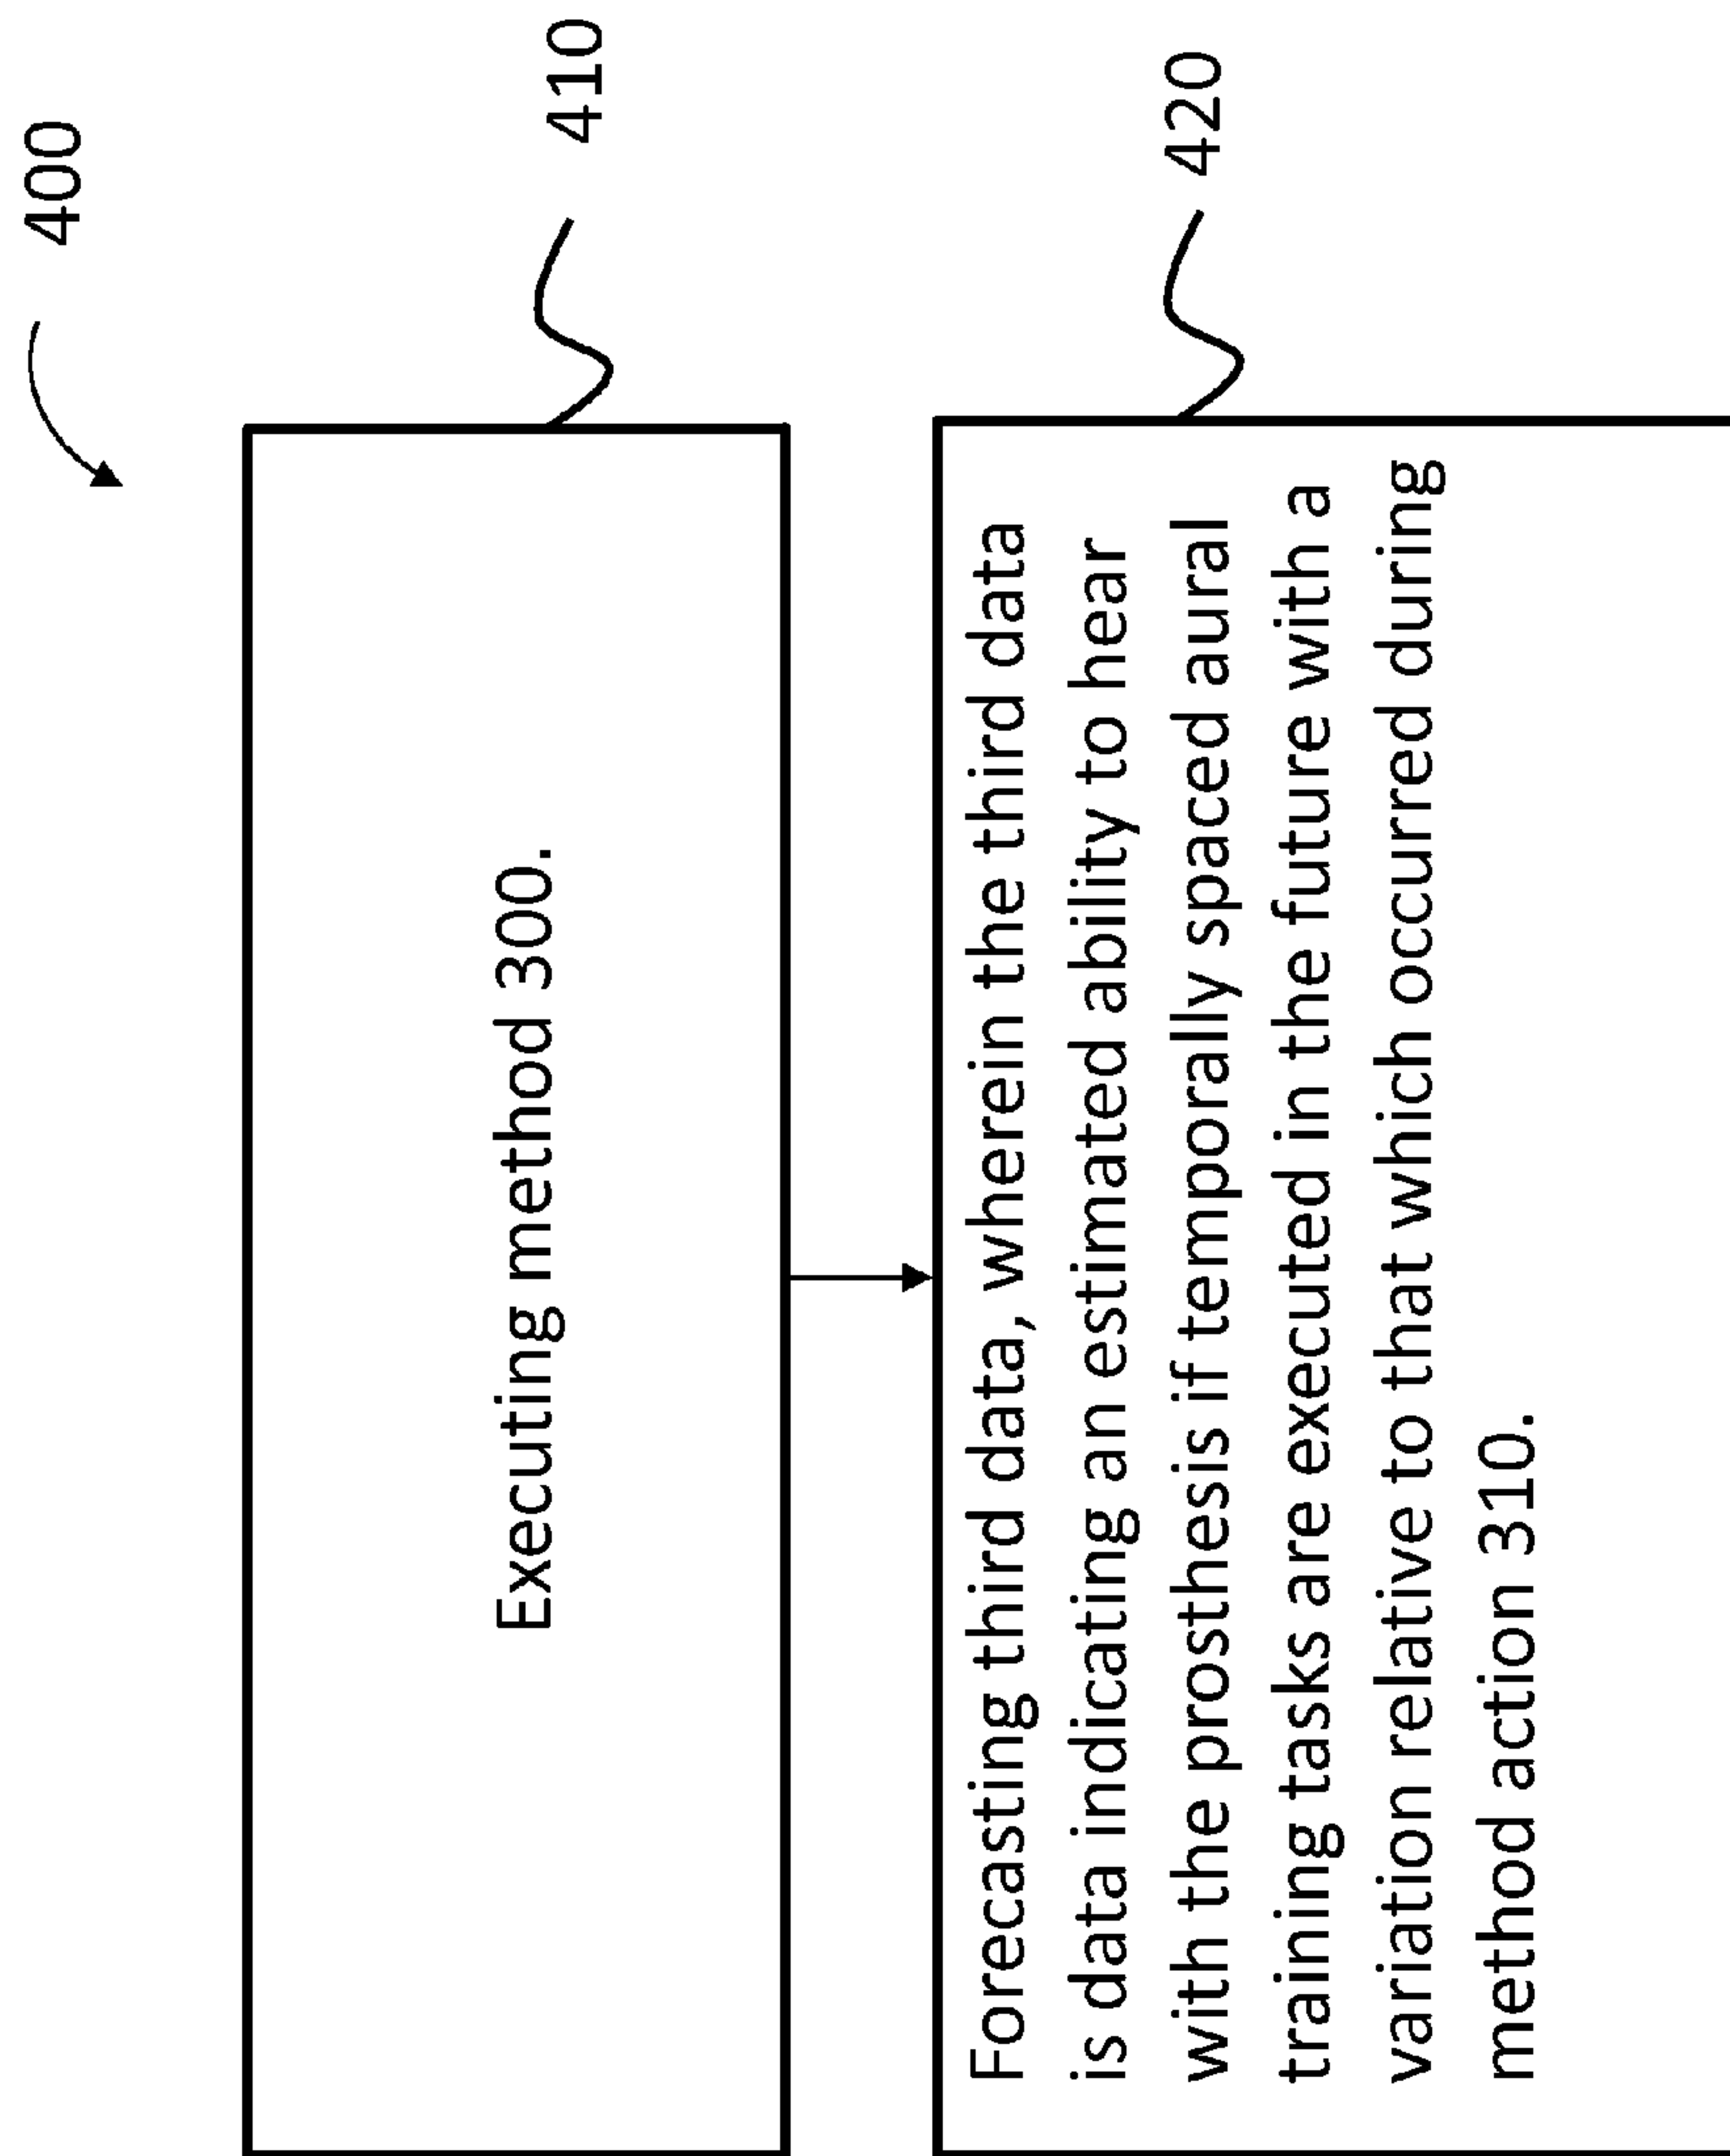 400
410
Executing method 300.
420
Forecasting third data, wherein the third data
is data indicating an estimated ability to hear
with the prosthesis if temporally spaced aural
training tasks are executed in the future with a
variation relative to that which occurred during
method action 310.